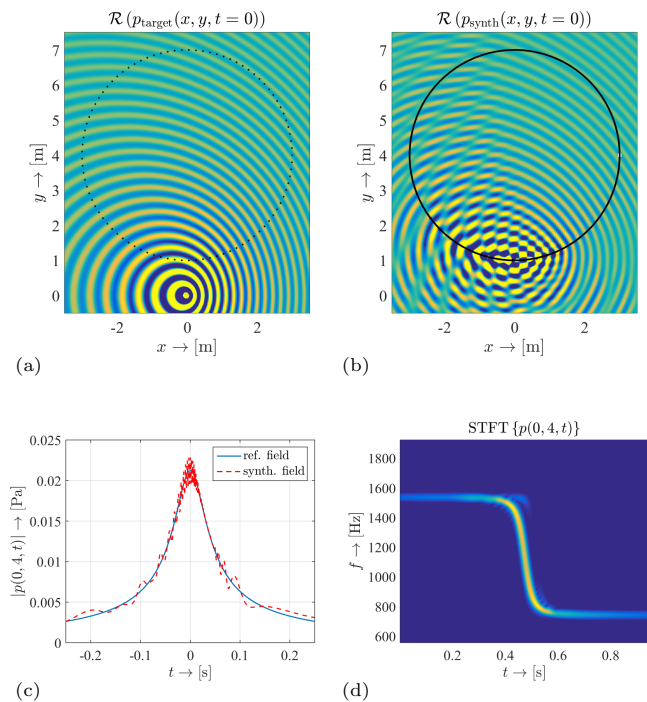 ℛ (p_target(x, y, t = 0))
ℛ (p_synth(x, y, t = 0))
7
6
5
4
3
2
1
0
y → [m]
-2
0
2
x → [m]
(a)
7
6
5
4
3
2
1
0
y → [m]
-2
0
2
x → [m]
(b)
0.025
0.02
0.015
0.01
0.005
0
|p(0, 4, t)| → [Pa]
ref. field
synth. field
-0.2
-0.1
0
0.1
0.2
t → [s]
(c)
STFT {p(0, 4, t)}
1800
1600
1400
1200
1000
800
600
f → [Hz]
0.2
0.4
0.6
0.8
t → [s]
(d)